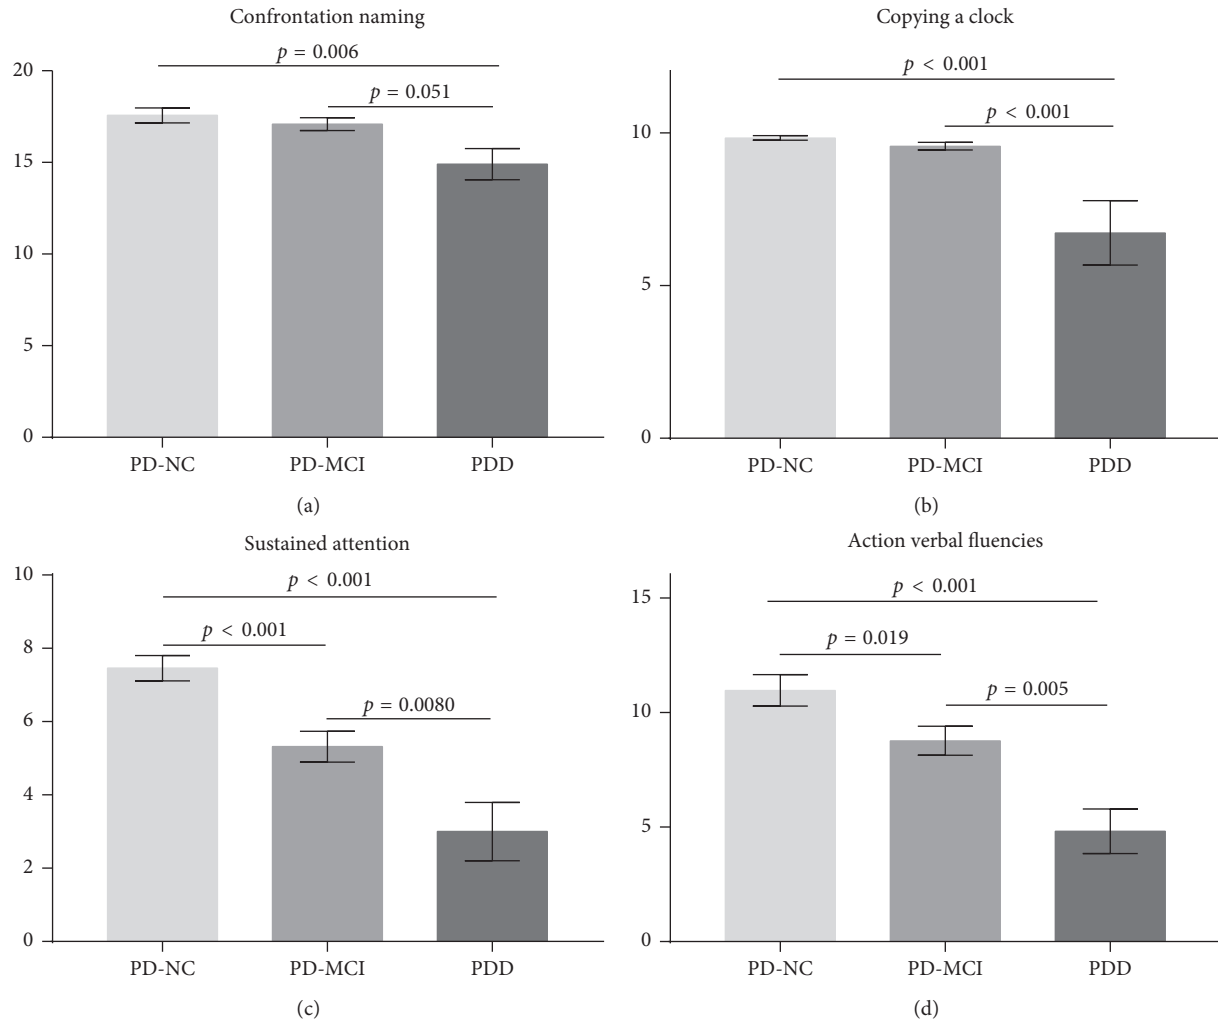 Confrontation naming
p = 0.006
p = 0.051
20
15
10
5
0
PD-NC PD-MCI PDD
(a)
Copying a clock
p < 0.001
p < 0.001
10
5
0
PD-NC PD-MCI PDD
(b)
Sustained attention
p < 0.001
p < 0.001
p = 0.0080
10
8
6
4
2
0
PD-NC PD-MCI PDD
(c)
Action verbal fluencies
p < 0.001
p = 0.019
p = 0.005
15
10
5
0
PD-NC PD-MCI PDD
(d)